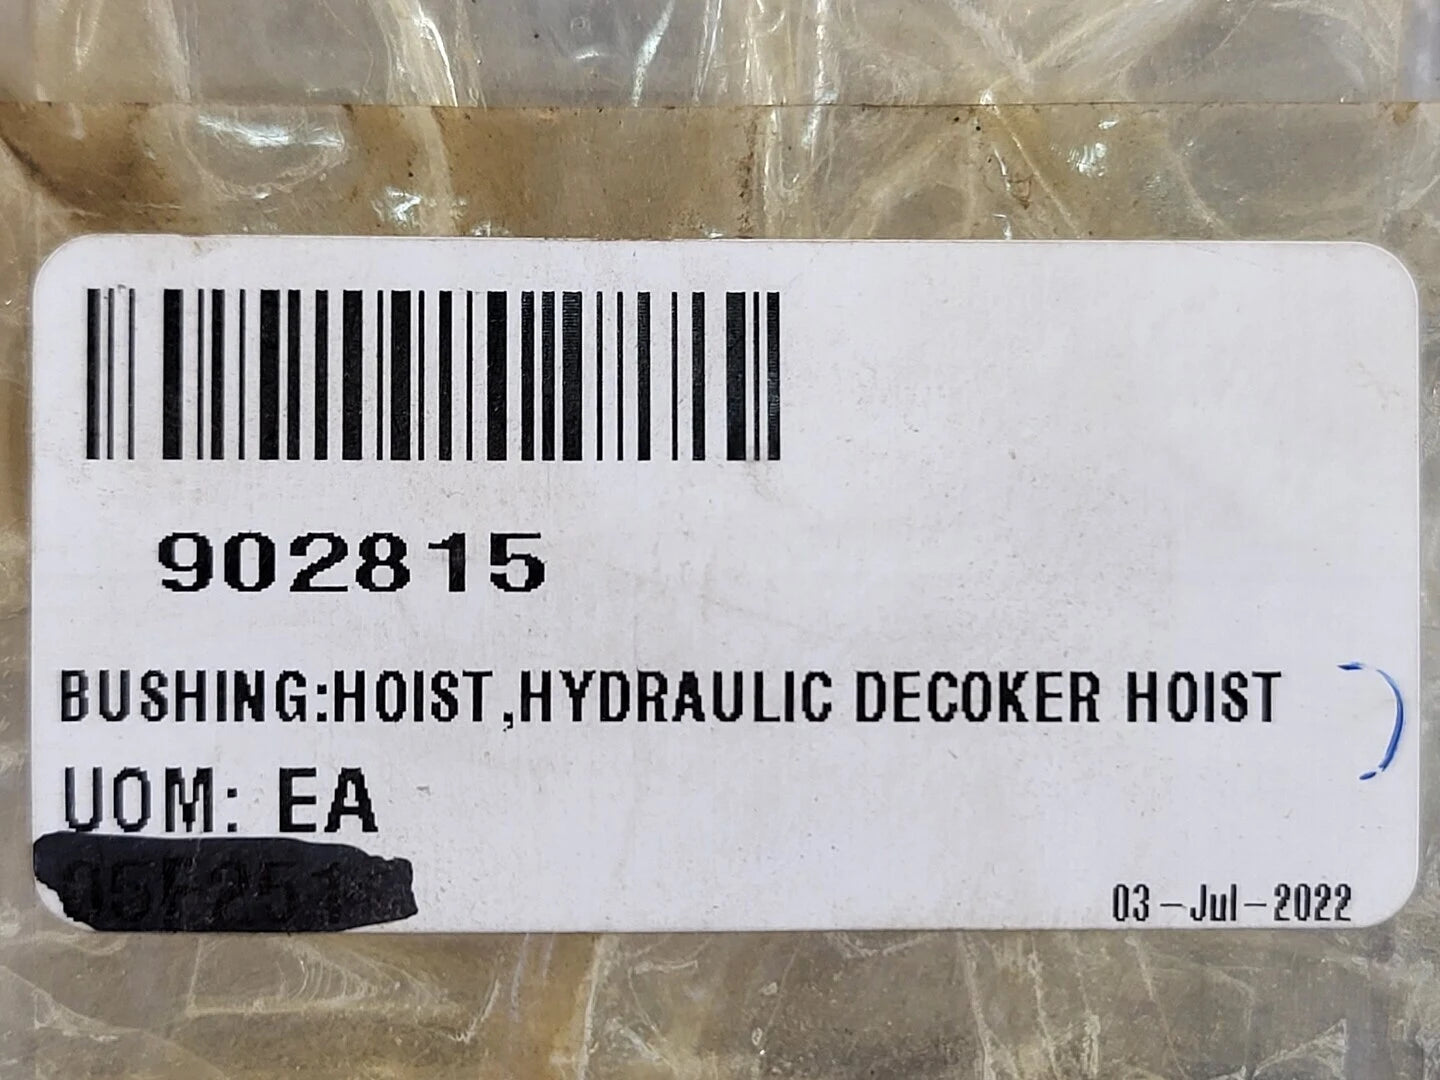 902815
BUSHING:HOIST,HYDRAULIC DECOKER HOIST
UOM: EA
03-Jul-2022